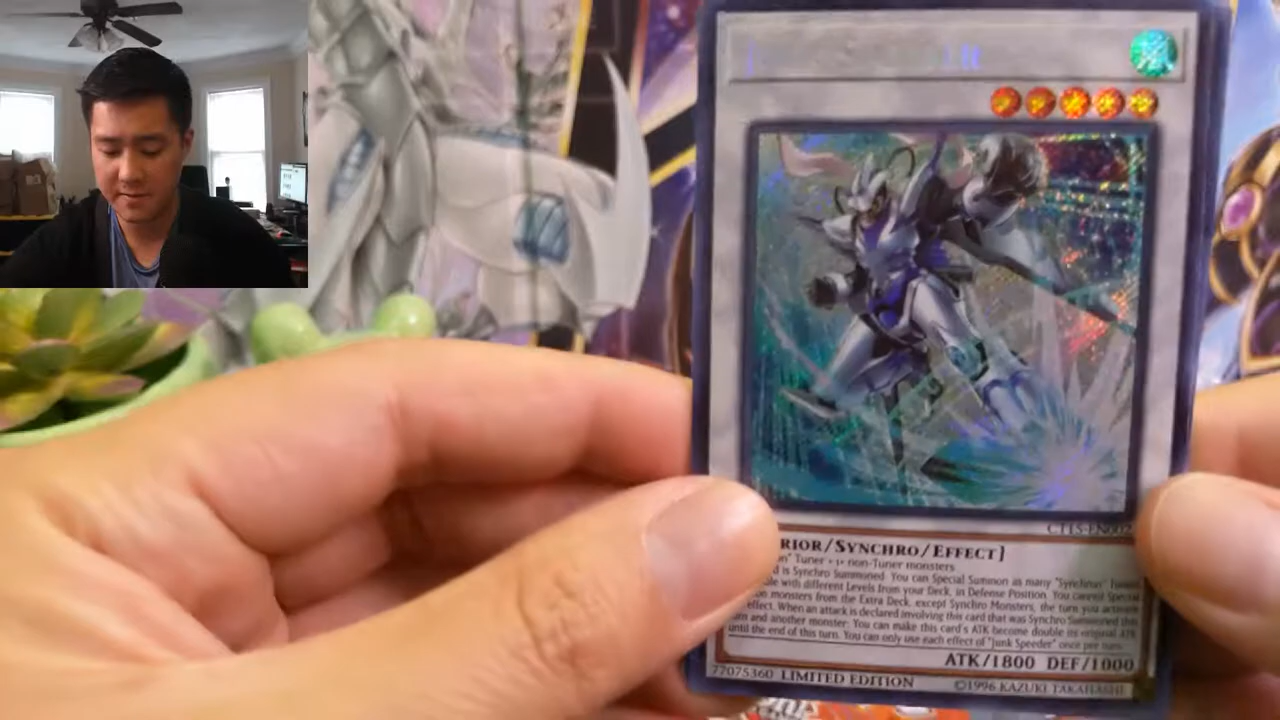 風
CT15-EN002
RIOR/SYNCHRO/EFFECT]
on" Tuner + 1+ non-Tuner monsters
d is Synchro Summoned: You can Special Summon as many "Synchron" Tuners
with different Levels from your Deck, in Defense Position. You cannot Special
monsters from the Extra Deck, except Synchro Monsters, the turn you activate
effect. When an attack is declared involving this card that was Synchro Summoned this
and another monster: You can make this card's ATK become double its original ATK
until the end of this turn. You can only use each effect of "Junk Speeder" once per turn.
ATK/1800 DEF/1000
77075360 LIMITED EDITION ©1996 KAZUKI TAKAHASHI